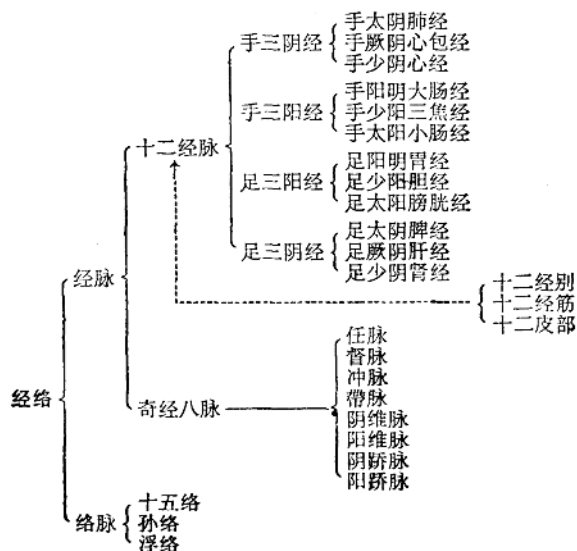 手太阴肺经
手三阴经
手厥阴心包经
手少阴心经
手阳明大肠经
手三阳经
手少阳三焦经
手太阳小肠经
十二经脉
足阳明胃经
足三阳经
足少阳胆经
足太阳膀胱经
足太阴脾经
足三阴经
足厥阴肝经
足少阴肾经
经脉
十二经别
十二经筋
十二皮部
任脉
督脉
冲脉
带脉
经络
奇经八脉
阴维脉
阳维脉
阴跻脉
阳跻脉
十五络
络脉
孙络
浮络